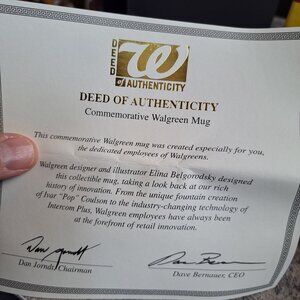 DEED
of AUTHENTICITY
DEED OF AUTHENTICITY
Commemorative Walgreen Mug
This commemorative Walgreen mug was created especially for you,
the dedicated employees of Walgreens.
Walgreen designer and illustrator Elina Belgorodsky designed
this collectible mug, taking a look back at our rich
history of innovation. From the unique fountain creation
of Ivar "Pop" Coulson to the industry-changing technology of
Intercom Plus, Walgreen employees have always been
at the forefront of retail innovation.
Dan Jorndt, Chairman
Dave Bernauer, CEO